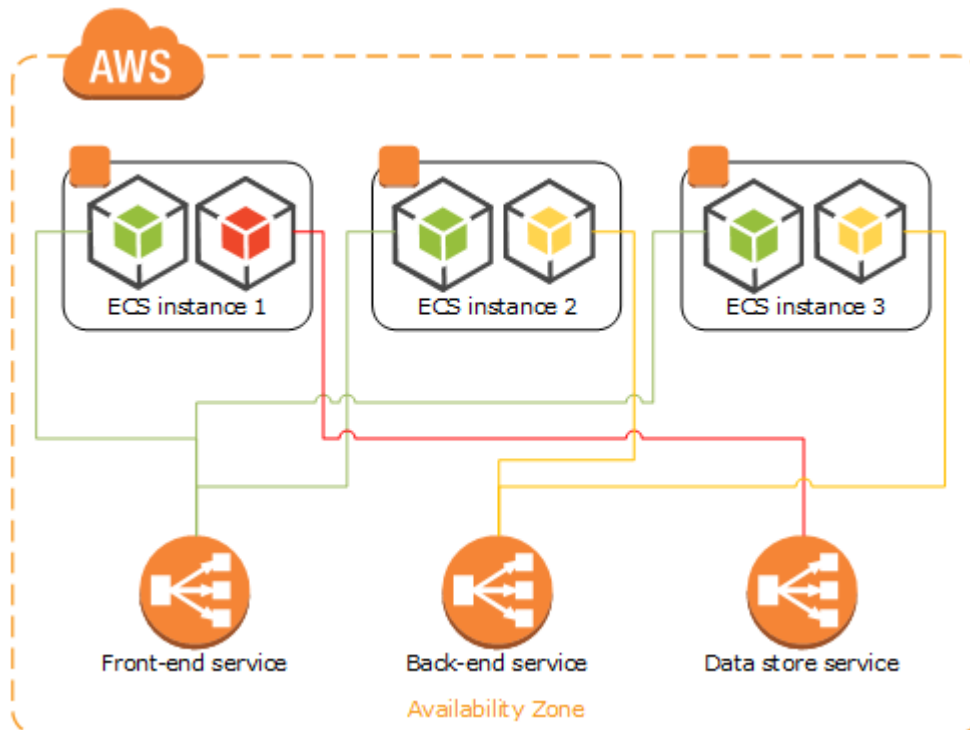 AWS
ECS instance 1
ECS instance 2
ECS instance 3
Front-end service
Back-end service
Data store service
Availability Zone